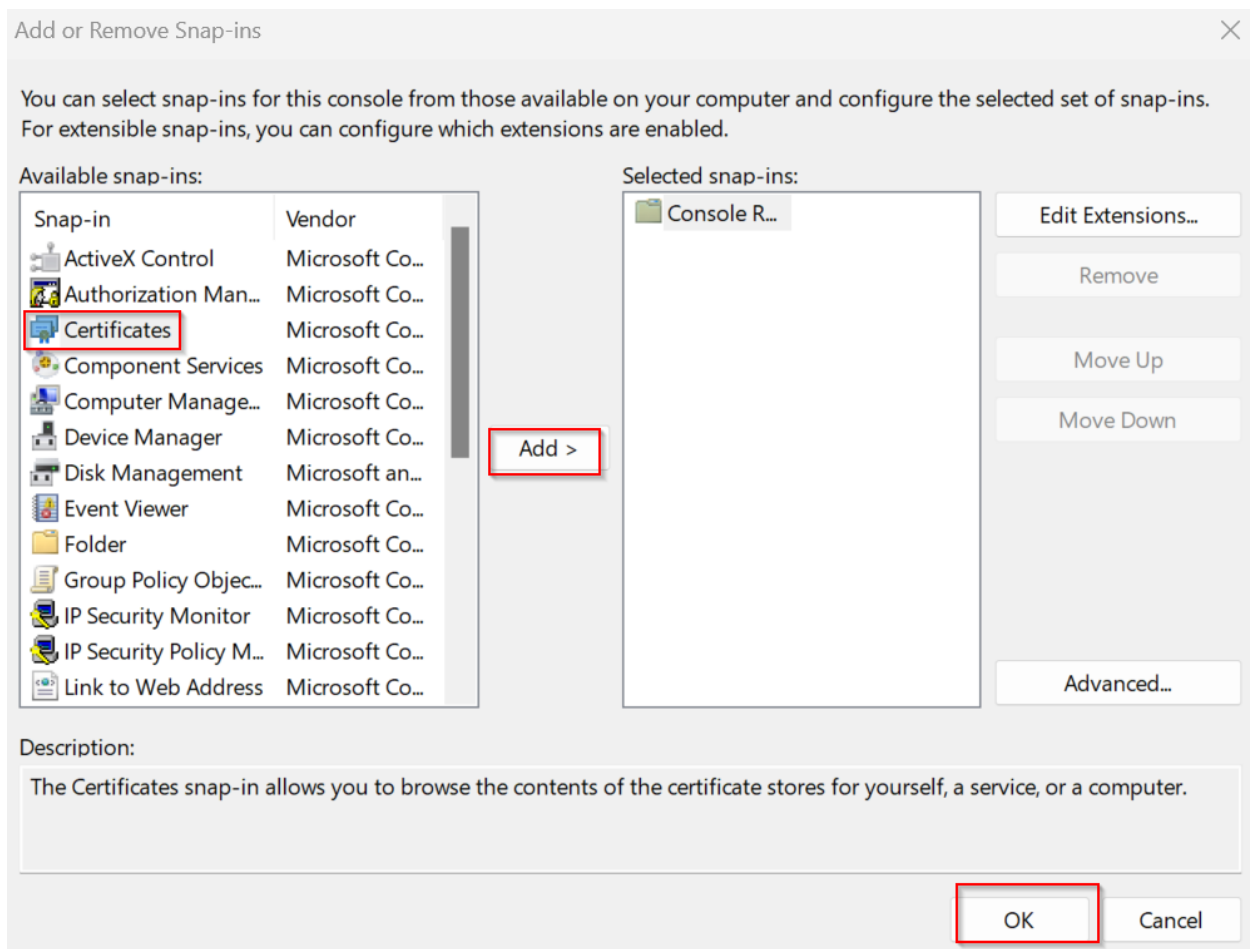 Add or Remove Snap-ins
You can select snap-ins for this console from those available on your computer and configure the selected set of snap-ins.
For extensible snap-ins, you can configure which extensions are enabled.
Available snap-ins:
Selected snap-ins:
Snap-in Vendor
ActiveX Control Microsoft Co...
Authorization Man... Microsoft Co...
Certificates Microsoft Co...
Component Services Microsoft Co...
Computer Manage... Microsoft Co...
Device Manager Microsoft Co...
Disk Management Microsoft an...
Event Viewer Microsoft Co...
Folder Microsoft Co...
Group Policy Objec... Microsoft Co...
IP Security Monitor Microsoft Co...
IP Security Policy M... Microsoft Co...
Link to Web Address Microsoft Co...
Add >
Console R...
Edit Extensions...
Remove
Move Up
Move Down
Advanced...
Description:
The Certificates snap-in allows you to browse the contents of the certificate stores for yourself, a service, or a computer.
OK
Cancel